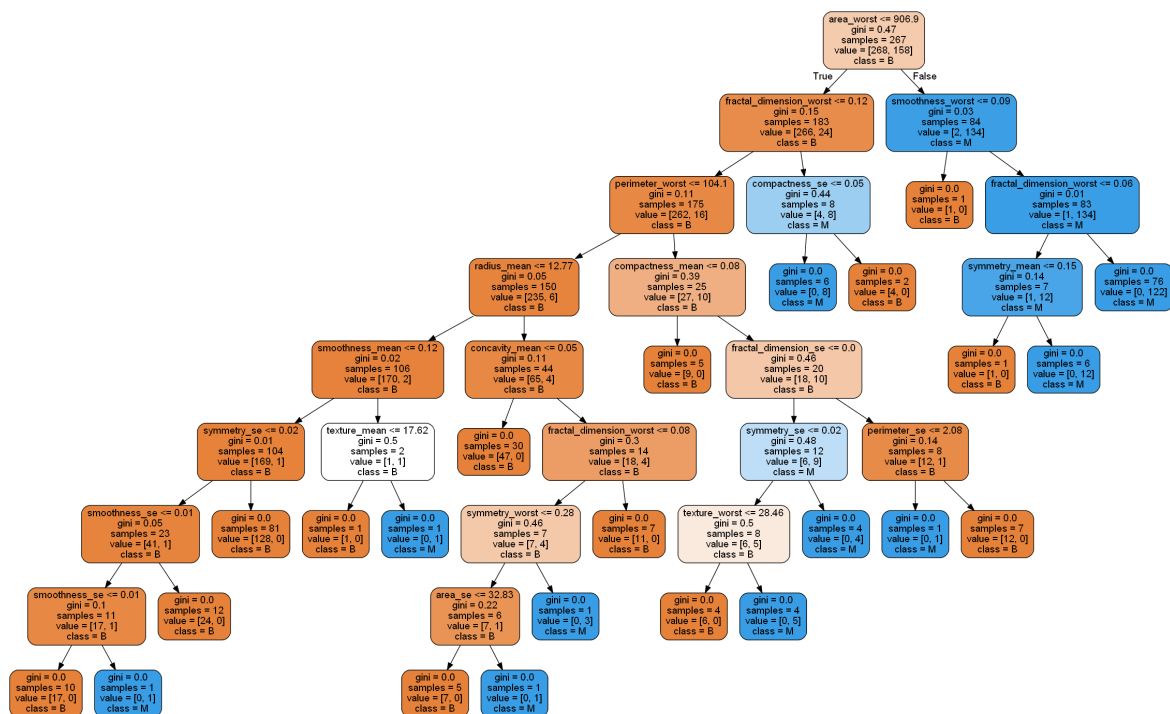 area_worst <= 906.9
gini = 0.47
samples = 267
value = [268, 158]
class = B
True
False
fractal_dimension_worst <= 0.12
gini = 0.15
samples = 183
value = [266, 24]
class = B
smoothness_worst <= 0.09
gini = 0.03
samples = 84
value = [2, 134]
class = M
perimeter_worst <= 104.1
gini = 0.11
samples = 175
value = [262, 16]
class = B
compactness_se <= 0.05
gini = 0.44
samples = 8
value = [4, 8]
class = M
gini = 0.0
samples = 1
value = [1, 0]
class = B
fractal_dimension_worst <= 0.06
gini = 0.01
samples = 83
value = [1, 134]
class = M
radius_mean <= 12.77
gini = 0.05
samples = 150
value = [235, 6]
class = B
compactness_mean <= 0.08
gini = 0.39
samples = 25
value = [27, 10]
class = B
gini = 0.0
samples = 6
value = [0, 8]
class = M
gini = 0.0
samples = 2
value = [4, 0]
class = B
symmetry_mean <= 0.15
gini = 0.14
samples = 7
value = [1, 12]
class = M
gini = 0.0
samples = 76
value = [0, 122]
class = M
smoothness_mean <= 0.12
gini = 0.02
samples = 106
value = [170, 2]
class = B
concavity_mean <= 0.05
gini = 0.11
samples = 44
value = [65, 4]
class = B
gini = 0.0
samples = 5
value = [9, 0]
class = B
fractal_dimension_se <= 0.0
gini = 0.46
samples = 20
value = [18, 10]
class = B
gini = 0.0
samples = 1
value = [1, 0]
class = B
gini = 0.0
samples = 6
value = [0, 12]
class = M
symmetry_se <= 0.02
gini = 0.01
samples = 104
value = [169, 1]
class = B
texture_mean <= 17.62
gini = 0.5
samples = 2
value = [1, 1]
class = B
gini = 0.0
samples = 30
value = [47, 0]
class = B
fractal_dimension_worst <= 0.08
gini = 0.3
samples = 14
value = [18, 4]
class = B
symmetry_se <= 0.02
gini = 0.48
samples = 12
value = [6, 9]
class = M
perimeter_se <= 2.08
gini = 0.14
samples = 8
value = [12, 1]
class = B
smoothness_se <= 0.01
gini = 0.05
samples = 23
value = [41, 1]
class = B
gini = 0.0
samples = 81
value = [128, 0]
class = B
gini = 0.0
samples = 1
value = [1, 0]
class = B
gini = 0.0
samples = 1
value = [0, 1]
class = M
symmetry_worst <= 0.28
gini = 0.46
samples = 7
value = [7, 4]
class = B
gini = 0.0
samples = 7
value = [11, 0]
class = B
texture_worst <= 28.46
gini = 0.5
samples = 8
value = [6, 5]
class = B
gini = 0.0
samples = 4
value = [0, 4]
class = M
gini = 0.0
samples = 1
value = [0, 1]
class = M
gini = 0.0
samples = 7
value = [12, 0]
class = B
smoothness_se <= 0.01
gini = 0.1
samples = 11
value = [17, 1]
class = B
gini = 0.0
samples = 12
value = [24, 0]
class = B
area_se <= 32.83
gini = 0.22
samples = 6
value = [7, 1]
class = B
gini = 0.0
samples = 1
value = [0, 3]
class = M
gini = 0.0
samples = 4
value = [6, 0]
class = B
gini = 0.0
samples = 4
value = [0, 5]
class = M
gini = 0.0
samples = 10
value = [17, 0]
class = B
gini = 0.0
samples = 1
value = [0, 1]
class = M
gini = 0.0
samples = 5
value = [7, 0]
class = B
gini = 0.0
samples = 1
value = [0, 1]
class = M